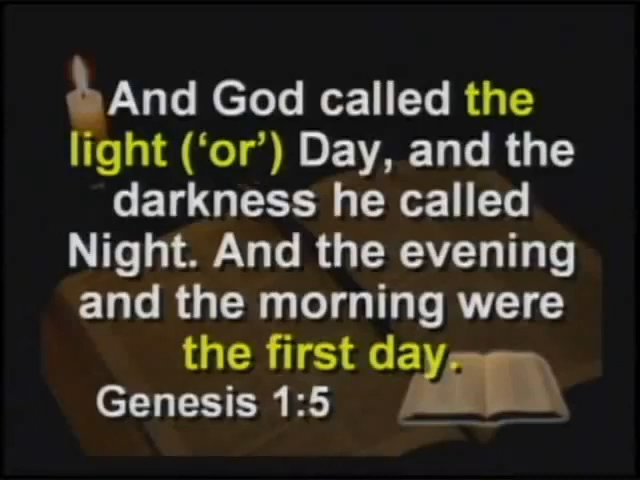 And God called the
light (‘or’) Day, and the
darkness he called
Night. And the evening
and the morning were
the first day.
Genesis 1:5